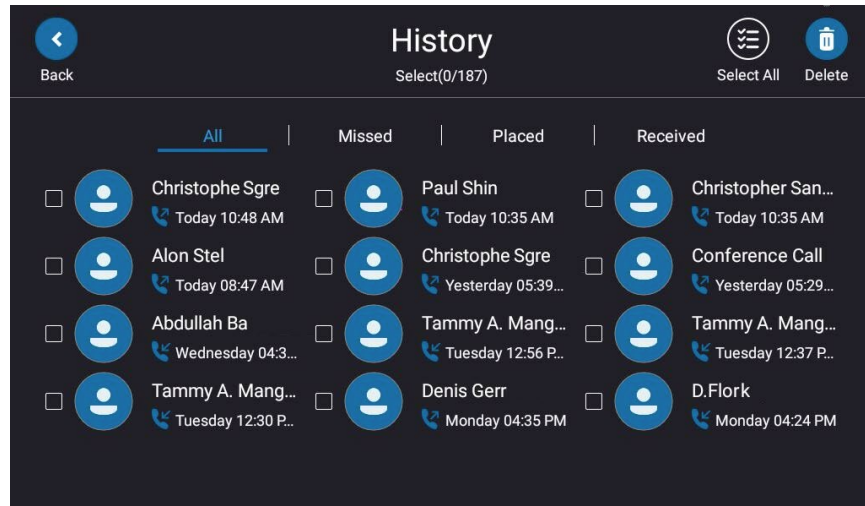 History
Back
Select(0/187)
Select All
Delete
All
Missed
Placed
Received
Christophe Sgre
Today 10:48 AM
Paul Shin
Today 10:35 AM
Christopher San...
Today 10:35 AM
Alon Stel
Today 08:47 AM
Christophe Sgre
Yesterday 05:39...
Conference Call
Yesterday 05:29...
Abdullah Ba
Wednesday 04:3...
Tammy A. Mang...
Tuesday 12:56 P...
Tammy A. Mang...
Tuesday 12:37 P...
Tammy A. Mang...
Tuesday 12:30 P...
Denis Gerr
Monday 04:35 PM
D.Flork
Monday 04:24 PM